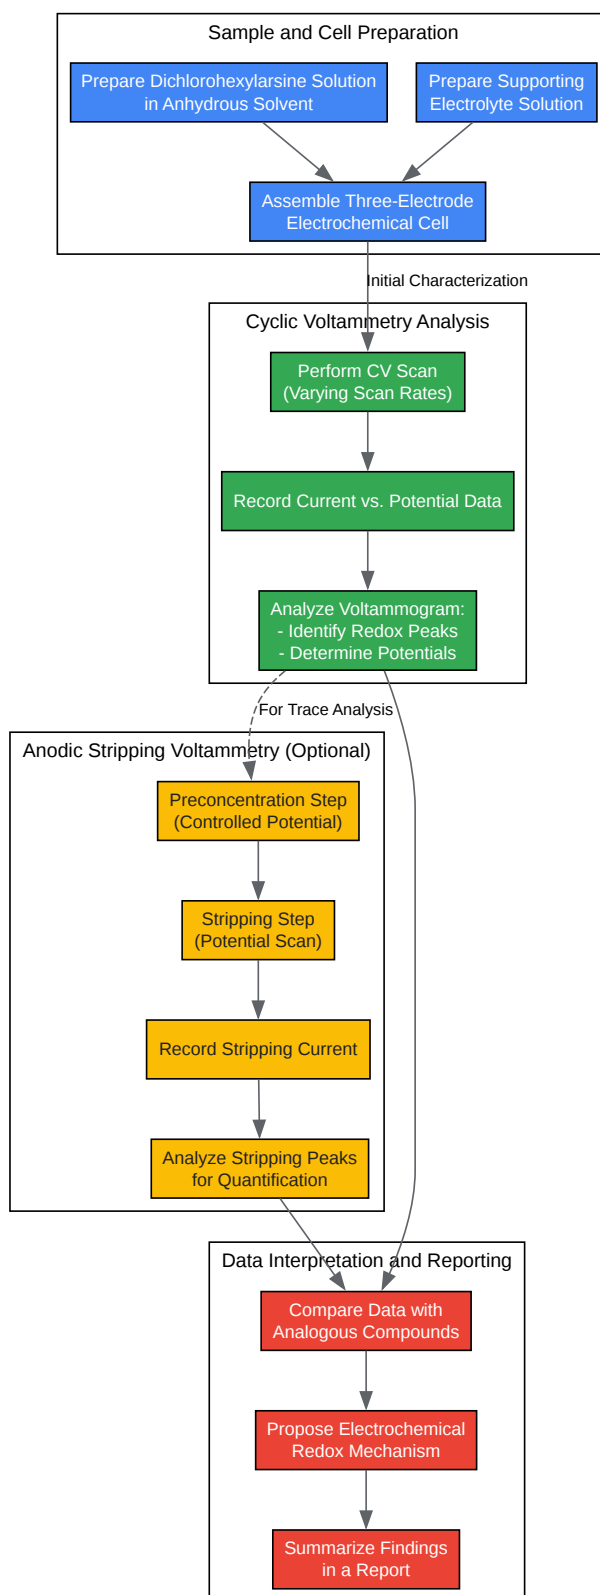 Sample and Cell Preparation
Prepare Dichlorohexylarsine Solution
in Anhydrous Solvent
Prepare Supporting
Electrolyte Solution
Assemble Three-Electrode
Electrochemical Cell
Initial Characterization
Cyclic Voltammetry Analysis
Perform CV Scan
(Varying Scan Rates)
Record Current vs. Potential Data
Analyze Voltammogram:
- Identify Redox Peaks
- Determine Potentials
For Trace Analysis
Anodic Stripping Voltammetry (Optional)
Preconcentration Step
(Controlled Potential)
Stripping Step
(Potential Scan)
Record Stripping Current
Analyze Stripping Peaks
for Quantification
Data Interpretation and Reporting
Compare Data with
Analogous Compounds
Propose Electrochemical
Redox Mechanism
Summarize Findings
in a Report